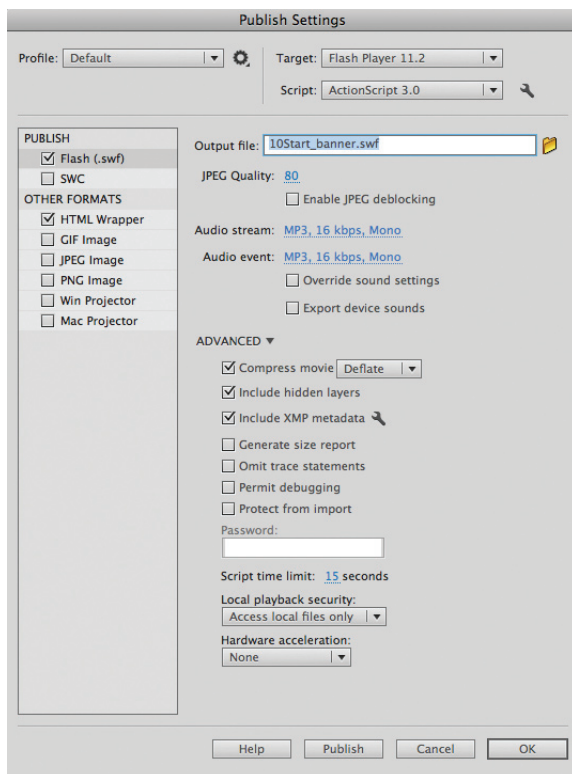 Publish Settings
Profile: Default
Target: Flash Player 11.2
Script: ActionScript 3.0
PUBLISH
Flash (.swf)
SWC
OTHER FORMATS
HTML Wrapper
GIF Image
JPEG Image
PNG Image
Win Projector
Mac Projector
Output file: 10Start_banner.swf
JPEG Quality: 80
Enable JPEG deblocking
Audio stream: MP3, 16 kbps, Mono
Audio event: MP3, 16 kbps, Mono
Override sound settings
Export device sounds
ADVANCED
Compress movie Deflate
Include hidden layers
Include XMP metadata
Generate size report
Omit trace statements
Permit debugging
Protect from import
Password:
Script time limit: 15 seconds
Local playback security:
Access local files only
Hardware acceleration:
None
Help Publish Cancel OK